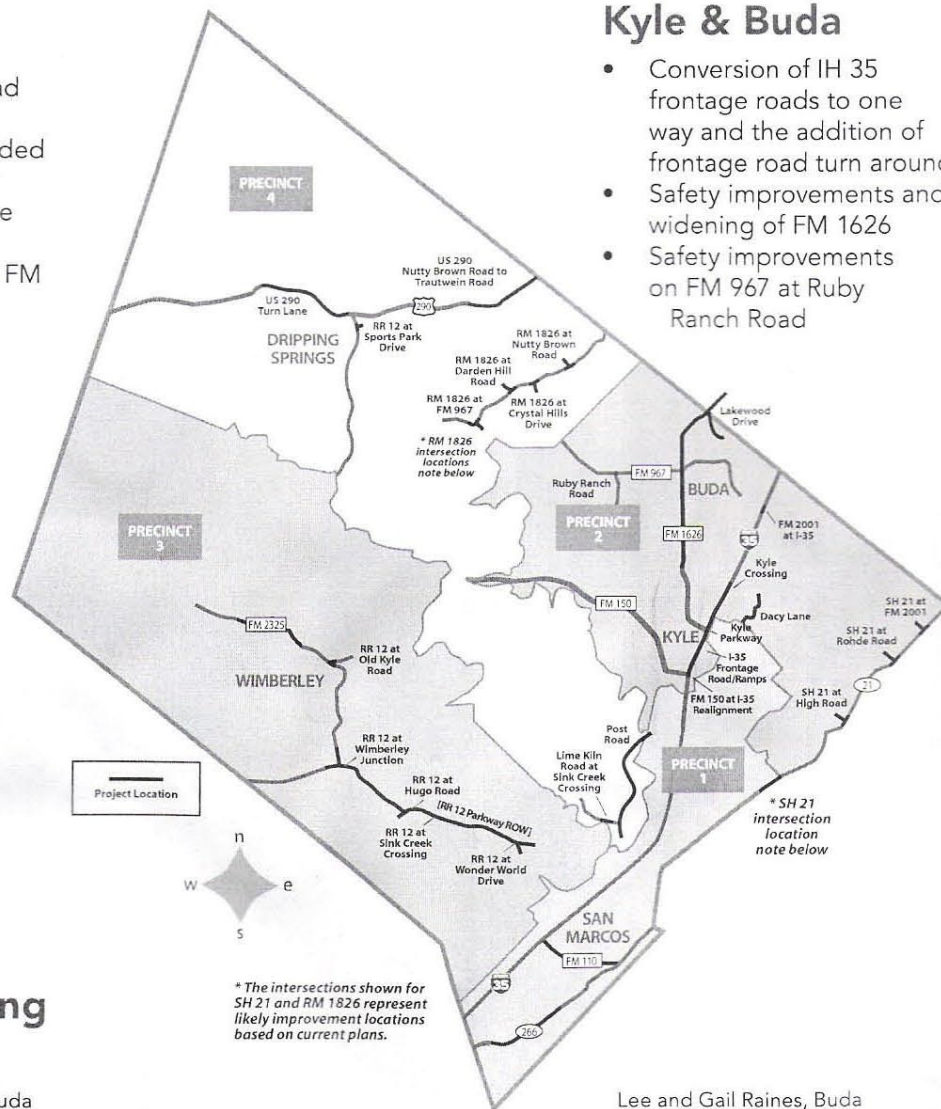 Kyle & Buda
• Conversion of IH 35
frontage roads to one
way and the addition of
frontage road turn around
• Safety improvements and
widening of FM 1626
• Safety improvements
on FM 967 at Ruby
Ranch Road
FM
PRECINCT
4
US 290
Nutty Brown Road to
Trautwein Road
US 290
Turn Lane
290
DRIPPING
SPRINGS
RR 12 at
Sports Park
Drive
RM 1826 at
Nutty Brown
Road
RM 1826 at
Darden Hill
Road
RM 1826 at
FM 967
RM 1826 at
Crystal Hills
Drive
* RM 1826
intersection
locations
note below
Lakewood
Drive
FM 967
Ruby Ranch
Road
BUDA
PRECINCT
2
FM 1626
FM 2001
at I-35
35
Kyle
Crossing
PRECINCT
3
FM 150
Dacy Lane
KYLE
Kyle
Parkway
SH 21 at
FM 2001
SH 21 at
Rohde Road
I-35
Frontage
Road/Ramps
FM 150 at I-35
Realignment
21
SH 21 at
High Road
FM 2325
RR 12 at
Old Kyle
Road
WIMBERLEY
Post
Road
Lime Kiln
Road at
Sink Creek
Crossing
PRECINCT
1
RR 12 at
Wimberley
Junction
RR 12 at
Hugo Road
[RR 12 Parkway ROW]
RR 12 at
Sink Creek
Crossing
RR 12 at
Wonder World
Drive
* SH 21
intersection
location
note below
Project Location
n
w
e
s
SAN
MARCOS
FM 110
35
266
* The intersections shown for
SH 21 and RM 1826 represent
likely improvement locations
based on current plans.
Lee and Gail Raines, Buda